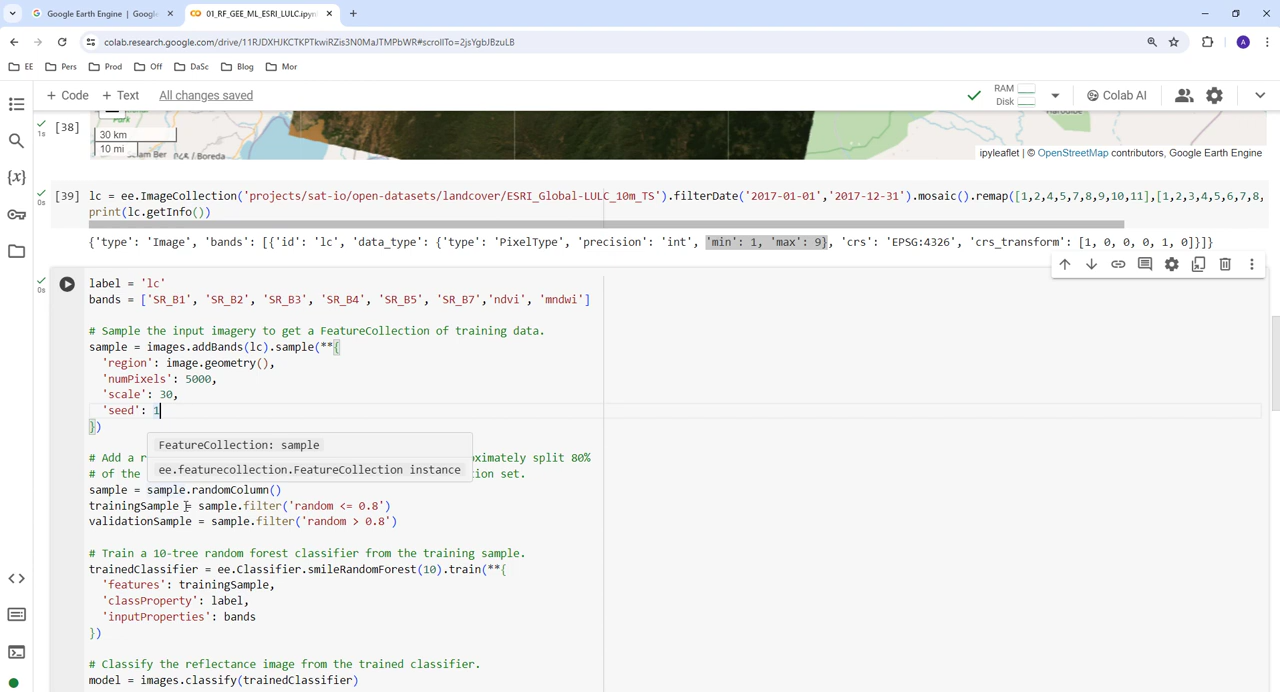 Google Earth Engine | Google
01_RF_GEE_ML_ESRI_LULC.ipyn
colab.research.google.com/drive/11RJDXHJKCTKPTkwiRZis3N0MaJTMPbWR#scrollTo=2jsYgbJBzuLB
A
EE Pers Prod Off DaSc Blog Mor
+ Code + Text All changes saved
RAM
Disk
Colab AI
1s
[38]
30 km
10 mi
ipyleaflet | © OpenStreetMap contributors, Google Earth Engine
0s
[39] lc = ee.ImageCollection('projects/sat-io/open-datasets/landcover/ESRI_Global-LULC_10m_TS').filterDate('2017-01-01','2017-12-31').mosaic().remap([1,2,4,5,7,8,9,10,11],[1,2,3,4,5,6,7,8,
print(lc.getInfo())
{'type': 'Image', 'bands': [{'id': 'lc', 'data_type': {'type': 'PixelType', 'precision': 'int', 'min': 1, 'max': 9}, 'crs': 'EPSG:4326', 'crs_transform': [1, 0, 0, 0, 1, 0]}]}
0s
label = 'lc'
bands = ['SR_B1', 'SR_B2', 'SR_B3', 'SR_B4', 'SR_B5', 'SR_B7','ndvi', 'mndwi']
# Sample the input imagery to get a FeatureCollection of training data.
sample = images.addBands(lc).sample(**{
'region': image.geometry(),
'numPixels': 5000,
'scale': 30,
'seed': 1
})
FeatureCollection: sample
# Add a r
oximately split 80%
ee.featurecollection.FeatureCollection instance
# of the
ion set.
sample = sample.randomColumn()
trainingSample = sample.filter('random <= 0.8')
validationSample = sample.filter('random > 0.8')
# Train a 10-tree random forest classifier from the training sample.
trainedClassifier = ee.Classifier.smileRandomForest(10).train(**{
'features': trainingSample,
'classProperty': label,
'inputProperties': bands
})
# Classify the reflectance image from the trained classifier.
model = images.classify(trainedClassifier)